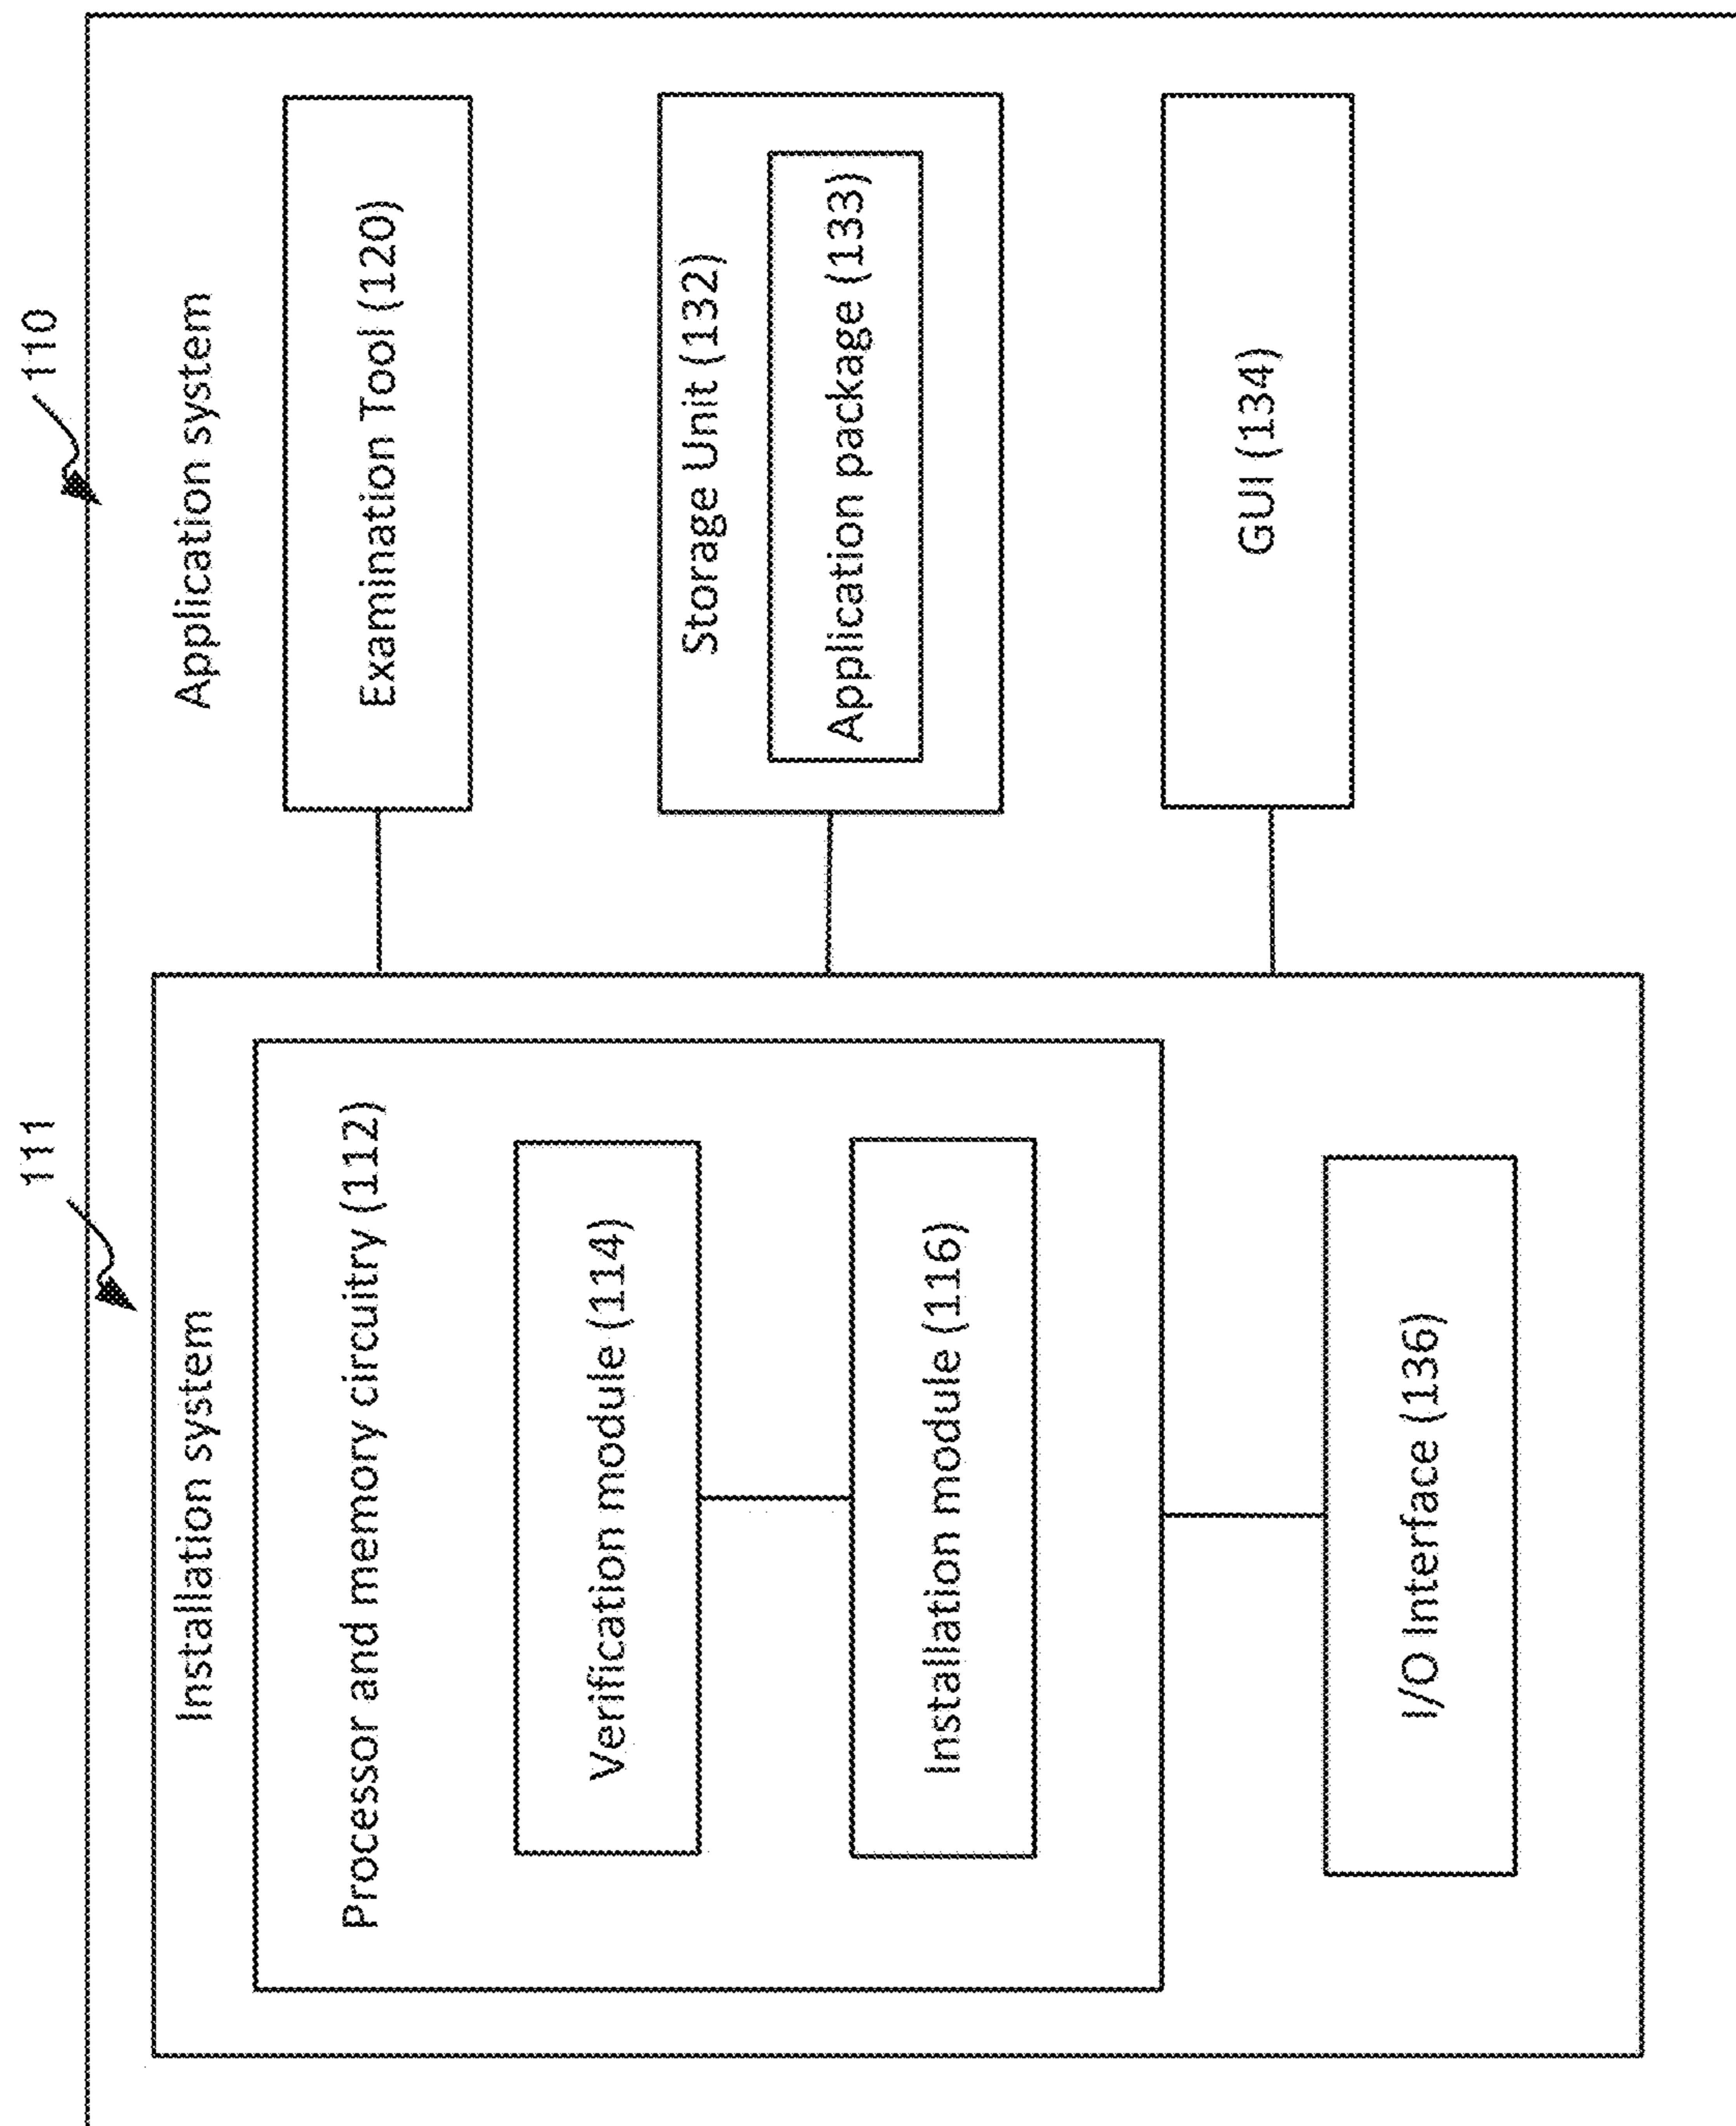 110
Application system
111
Installation system
Processor and memory circuitry (112)
Verification module (114)
Installation module (116)
I/O Interface (136)
Examination Tool (120)
Storage Unit (132)
Application package (133)
GUI (134)